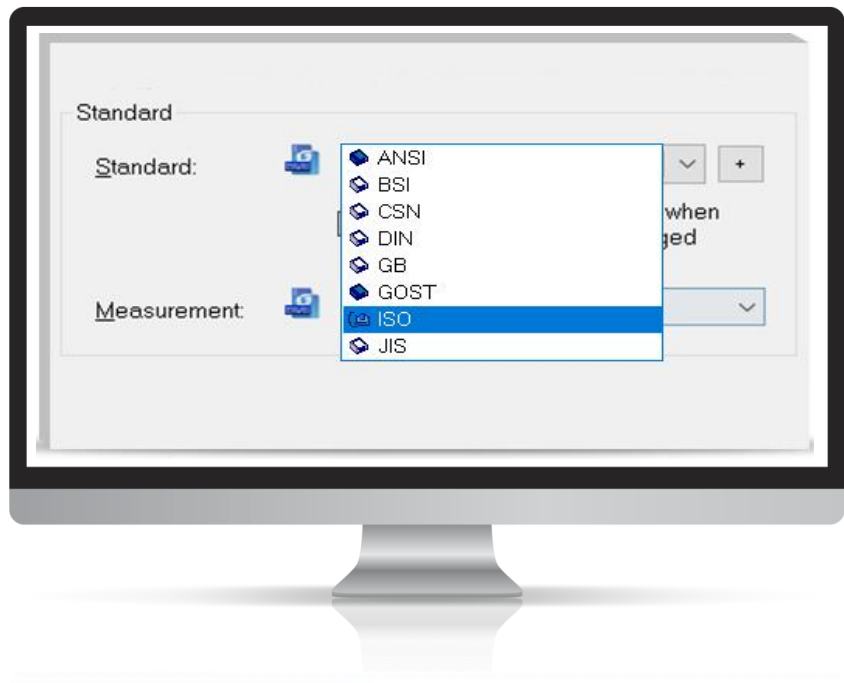 Standard
Standard:
ANSI
BSI
CSN
DIN
GB
GOST
ISO
JIS
+
when
ged
Measurement: